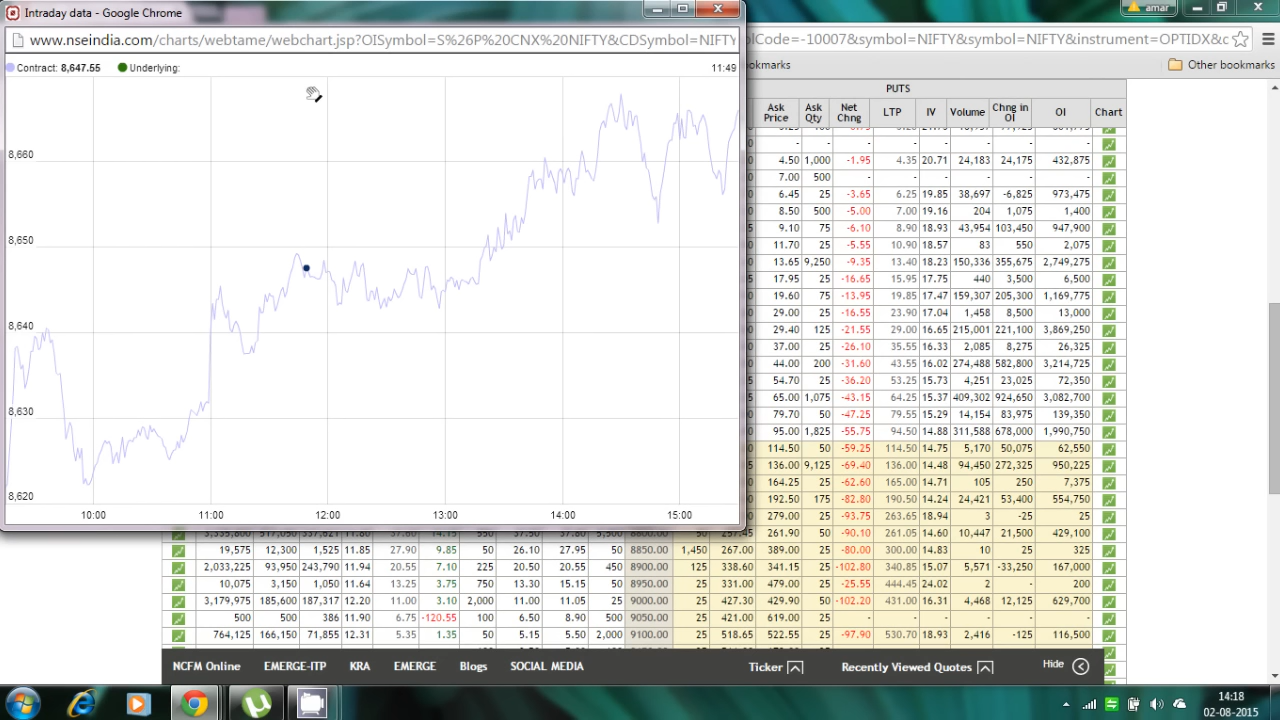 Intraday data - Google Chrome
amar
www.nseindia.com/charts/webtame/webchart.jsp?OISymbol=S%26P%20CNX%20NIFTY&CDSymbol=NIFTY
olCode=-10007&symbol=NIFTY&symbol=NIFTY&instrument=OPTIDX&
Contract: 8,647.55 Underlying: 11:49
Other bookmarks
PUTS
Ask Price Ask Qty Net Chng LTP IV Volume Chng in OI OI Chart
8,660
8,650
8,640
8,630
8,620
10:00 11:00 12:00 13:00 14:00 15:00
- - - - - - -
4.50 1,000 -1.95 4.35 20.71 24,183 24,175 432,875
7.00 500 - - - - - -
6.45 25 -3.65 6.25 19.85 38,697 -6,825 973,475
8.50 500 -5.00 7.00 19.16 204 1,075 1,400
9.10 75 -6.10 8.90 18.93 43,954 103,450 947,900
11.70 25 -5.55 10.90 18.57 83 550 2,075
13.65 9,250 -9.35 13.40 18.23 150,336 355,675 2,749,275
17.95 25 -16.65 15.95 17.75 440 3,500 6,500
19.60 75 -13.95 19.85 17.47 159,307 205,300 1,169,775
29.00 25 -16.55 23.90 17.04 1,458 8,500 13,000
29.40 125 -21.55 29.00 16.65 215,001 221,100 3,869,250
37.00 25 -26.10 37.55 16.33 2,085 8,275 26,325
44.00 200 -31.60 43.55 16.02 274,488 582,800 3,214,725
54.70 25 -36.20 53.25 15.73 4,251 23,025 72,350
65.00 1,075 -43.15 64.25 15.37 409,302 924,650 3,082,700
79.70 50 -47.25 79.55 15.29 14,154 83,975 139,350
95.00 1,825 -55.75 94.50 14.88 311,588 678,000 1,990,750
114.50 50 -59.25 114.50 14.75 5,170 50,075 62,550
136.00 9,125 -69.40 136.00 14.48 94,450 272,325 950,225
164.25 25 -62.60 165.00 14.71 105 250 7,375
192.50 175 -82.80 190.50 14.24 24,421 53,400 554,750
279.00 25 -93.75 263.65 18.94 3 -25 25
261.90 50 -90.10 261.05 14.60 10,447 21,500 429,100
19,575 12,300 1,525 11.85 27.90 9.85 50 26.10 27.95 50 8850.00 1,450 267.00 389.00 25 -80.00 300.00 14.83 10 25 325
2,033,225 93,950 243,790 11.94 20.55 7.10 225 20.50 20.55 450 8900.00 125 338.60 341.15 25 -102.80 340.85 15.07 5,571 -33,250 167,000
10,075 3,150 1,050 11.64 13.25 3.75 750 13.30 15.15 50 8950.00 25 331.00 479.00 25 -25.55 444.45 24.02 2 - 200
3,179,975 185,600 187,317 12.20 11.00 3.10 2,000 11.00 11.05 25 9000.00 25 427.30 429.90 50 -102.20 431.00 16.31 4,468 12,125 629,700
500 500 386 11.90 6.75 -120.55 100 6.50 8.90 50 9050.00 25 421.00 619.00 25 - - - - - -
764,125 166,150 71,855 12.31 5.35 1.35 50 5.15 5.50 2,000 9100.00 25 518.65 522.55 25 -97.90 530.70 18.93 2,416 -125 116,500
NCFM Online EMERGE-ITP KRA EMERGE Blogs SOCIAL MEDIA Ticker Recently Viewed Quotes Hide
14:18
02-08-2015